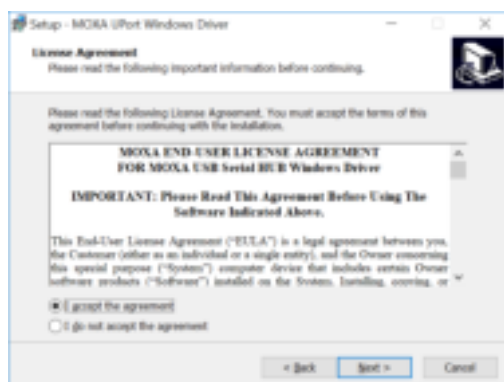 Setup - MOXA UPort Windows Driver
License Agreement
Please read the following important information before continuing.
Please read the following License Agreement. You must accept the terms of this
agreement before continuing with the installation.
MOXA END-USER LICENSE AGREEMENT
FOR MOXA USB Serial HUB Windows Driver
IMPORTANT: Please Read This Agreement Before Using The
Software Indicated Above.
This End-User License Agreement ("EULA") is a legal agreement between you,
the Customer (either as an individual or a single entity), and the Owner concerning
this special purpose ("System") computer device that includes certain Owner
software products ("Software") installed on the System. Installing, copying, or
I accept the agreement
I do not accept the agreement
< Back
Next >
Cancel